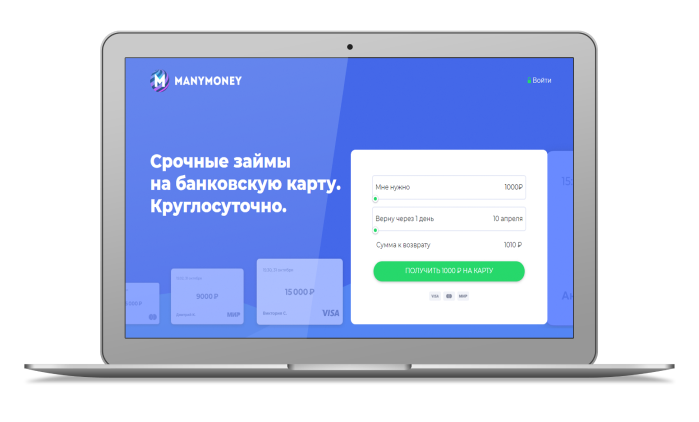 MANYMONEY
Войти
Срочные займы
на банковскую карту.
Круглосуточно.
Мне нужно 1000₽
Верну через 1 день 10 апреля
Сумма к возврату 1010 ₽
ПОЛУЧИТЬ 1000 ₽ НА КАРТУ
VISA МИР
9000 ₽
МИР
15 000 ₽
VISA